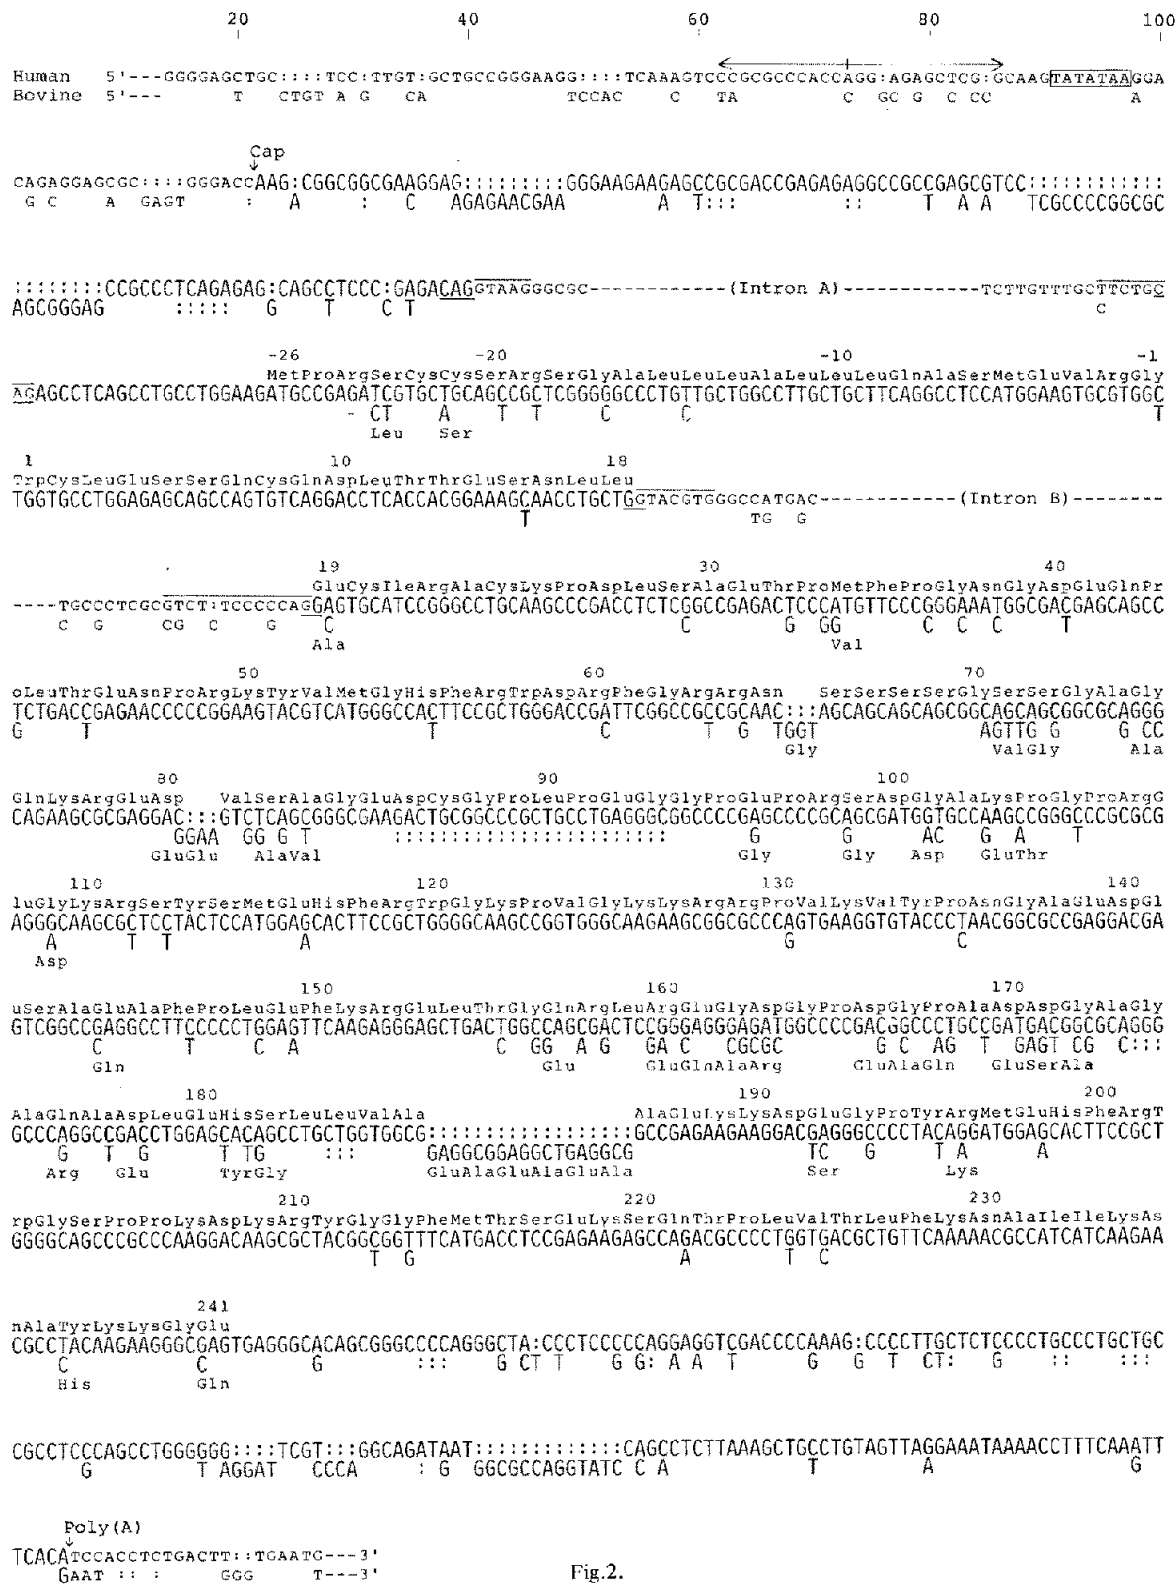 20 40 60 80 100
Human 5'---GGGGAGCTGC::::TCC:TTGT:GCTGCCGGGAAGG::::TCAAAGTCCCGCGCCCACCAGG:AGAGCTCG:GCAAGTATATAAGGA
Bovine 5'--- T CTGT A G CA TCCAC C TA C GC G C CC A
Cap
CAGAGGAGCGC::::GGGACCAAG:CGGCGGCGAAGGAG:::::::::GGGAAGAAGAGCCGCGACCGAGAGAGGCCGCCGAGCGTCC::::::::::::
G C A GAGT : A : C AGAGAACGAA A T::: :: T A A TCGCCCCGGCGC
::::::::CCGCCCTCAGAGAG:CAGCCTCCC:GAGACAGGTAAGGGCGC------------(Intron A)------------TCTTGTTTGCTTCTGC
AGCGGGAG ::::: G T C T C
-26 -20 -10 -1
MetProArgSerCysCysSerArgSerGlyAlaLeuLeuLeuAlaLeuLeuLeuGlnAlaSerMetGluValArgGly
AGAGCCTCAGCCTGCCTGGAAGATGCCGAGATCGTGCTGCAGCCGCTCGGGGGCCCTGTTGCTGGCCTTGCTGCTTCAGGCCTCCATGGAAGTGCGTGGC
CT A T T C C T
Leu Ser
1 10 18
TrpCysLeuGluSerSerGlnCysGlnAspLeuThrThrGluSerAsnLeuLeu
TGGTGCCTGGAGAGCAGCCAGTGTCAGGACCTCACCACGGAAAGCAACCTGCTGGTACGTGGGCCATGAC------------(Intron B)--------
T TG G
19 30 40
GluCysIleArgAlaCysLysProAspLeuSerAlaGluThrProMetPheProGlyAsnGlyAspGluGlnPr
----TGCCCTCGCGTCTT:TCCCCCAGGAGTGCATCCGGGCCTGCAAGCCCGACCTCTCGGCCGAGACTCCCATGTTCCCGGGAAATGGCGACGAGCAGCC
C G CG C G C C G GG C C C T
Ala Val
50 60 70
oLeuThrGluAsnProArgLysTyrValMetGlyHisPheArgTrpAspArgPheGlyArgArgAsn SerSerSerSerGlySerSerGlyAlaGly
TCTGACCGAGAACCCCCGGAAGTACGTCATGGGCCACTTCCGCTGGGACCGATTCGGCCGCCGCAAC:::AGCAGCAGCAGCGGCAGCAGCGGCGCAGGG
G T T C T G TGGT AGTTG G G CC
Gly ValGly Ala
80 90 100
GlnLysArgGluAsp ValSerAlaGlyGluAspCysGlyProLeuProGluGlyGlyProGluProArgSerAspGlyAlaLysProGlyProArgG
CAGAAGCGCGAGGAC:::GTCTCAGCGGGCGAAGACTGCGGCCCGCTGCCTGAGGGCGGCCCCGAGCCCCGCAGCGATGGTGCCAAGCCGGGCCCGCGCG
GGAA GG G T :::::::::::::::::::::::: G G AC G A T
GluGlu AlaVal Gly Gly Asp GluThr
110 120 130 140
luGlyLysArgSerTyrSerMetGluHisPheArgTrpGlyLysProValGlyLysLysArgArgProValLysValTyrProAsnGlyAlaGluAspGl
AGGGCAAGCGCTCCTACTCCATGGAGCACTTCCGCTGGGGCAAGCCGGTGGGCAAGAAGCGGCGCCCAGTGAAGGTGTACCCTAACGGCGCCGAGGACGA
A T T A G C
Asp
150 160 170
uSerAlaGluAlaPheProLeuGluPheLysArgGluLeuThrGlyGlnArgLeuArgGluGlyAspGlyProAspGlyProAlaAspAspGlyAlaGly
GTCGGCCGAGGCCTTCCCCCTGGAGTTCAAGAGGGAGCTGACTGGCCAGCGACTCCGGGAGGGAGATGGCCCCGACGGCCCTGCCGATGACGGCGCAGGG
C T C A C GG A G GA C CGCGC G C AG T GAGT CG C:::
Gln Glu GluGlnAlaArg GluAlaGln GluSerAla
180 190 200
AlaGlnAlaAspLeuGluHisSerLeuLeuValAla AlaGluLysLysAspGluGlyProTyrArgMetGluHisPheArgT
GCCCAGGCCGACCTGGAGCACAGCCTGCTGGTGGCG::::::::::::::::::GCCGAGAAGAAGGACGAGGGCCCCTACAGGATGGAGCACTTCCGCT
G T G T TG ::: GAGGCGGAGGCTGAGGCG TC G T A A
Arg Glu TyrGly GluAlaGluAlaGluAla Ser Lys
210 220 230
rpGlySerProProLysAspLysArgTyrGlyGlyPheMetThrSerGluLysSerGlnThrProLeuValThrLeuPheLysAsnAlaIleIleLysAs
GGGGCAGCCCGCCCAAGGACAAGCGCTACGGCGGTTTCATGACCTCCGAGAAGAGCCAGACGCCCCTGGTGACGCTGTTCAAAAACGCCATCATCAAGAA
T G A T C
241
nAlaTyrLysLysGlyGlu
CGCCTACAAGAAGGGCGAGTGAGGGCACAGCGGGCCCCAGGGCTA:CCCTCCCCCAGGAGGTCGACCCCAAAG:CCCCTTGCTCTCCCCTGCCCTGCTGC
C C G ::: G CTT T G G: A A T G G T CT: G :: :::
His Gln
CGCCTCCCAGCCTGGGGGG::::TCGT:::GGCAGATAAT:::::::::::::CAGCCTCTTAAAGCTGCCTGTAGTTAGGAAATAAAACCTTTCAAATT
G T AGGAT CCCA : G GGCGCCAGGTATC C A T A G
Poly(A)
TCACATCCACCTCTGACTT::TGAATG---3'
GAAT :: : GGG T---3'
Fig.2.